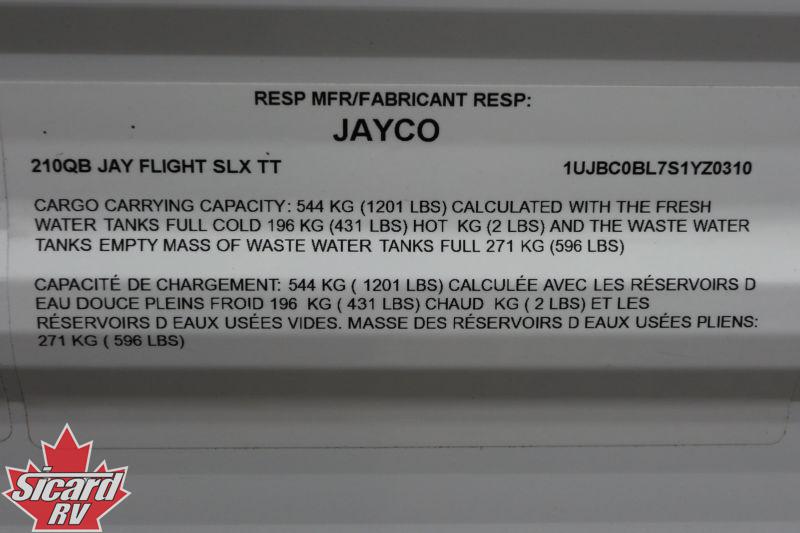 RESP MFR/FABRICANT RESP:
JAYCO
210QB JAY FLIGHT SLX TT 1UJBC0BL7S1YZ0310
CARGO CARRYING CAPACITY: 544 KG (1201 LBS) CALCULATED WITH THE FRESH
WATER TANKS FULL COLD 196 KG (431 LBS) HOT KG (2 LBS) AND THE WASTE WATER
TANKS EMPTY MASS OF WASTE WATER TANKS FULL 271 KG (596 LBS)
CAPACITÉ DE CHARGEMENT: 544 KG ( 1201 LBS) CALCULÉE AVEC LES RÉSERVOIRS D
EAU DOUCE PLEINS FROID 196 KG ( 431 LBS) CHAUD KG ( 2 LBS) ET LES
RÉSERVOIRS D EAUX USÉES VIDES. MASSE DES RÉSERVOIRS D EAUX USÉES PLIENS:
271 KG ( 596 LBS)
Sicard
RV